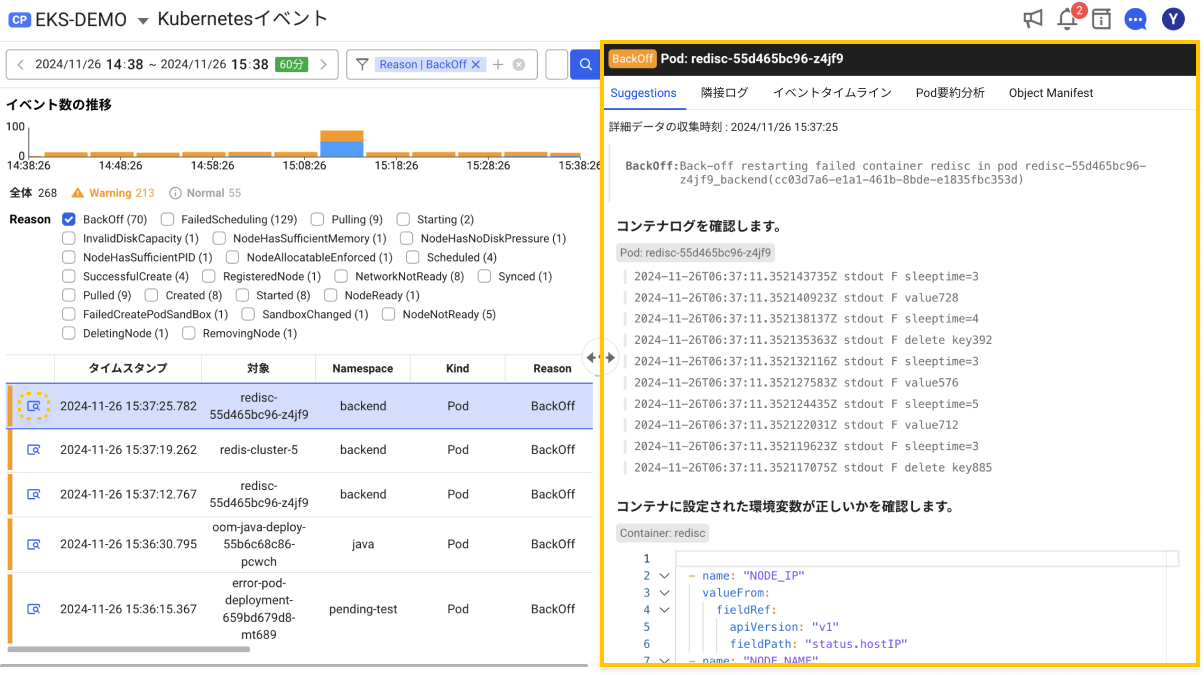 CP EKS-DEMO Kubernetesイベント
2
Y
2024/11/26 14:38 ~ 2024/11/26 15:38 60分
Reason | BackOff
イベント数の推移
100
0
14:38:26 14:48:26 14:58:26 15:08:26 15:18:26 15:28:26 15:38:26
全体 268 Warning 213 Normal 55
Reason BackOff (70) FailedScheduling (129) Pulling (9) Starting (2)
InvalidDiskCapacity (1) NodeHasSufficientMemory (1) NodeHasNoDiskPressure (1)
NodeHasSufficientPID (1) NodeAllocatableEnforced (1) Scheduled (4)
SuccessfulCreate (4) RegisteredNode (1) NetworkNotReady (8) Synced (1)
Pulled (9) Created (8) Started (8) NodeReady (1)
FailedCreatePodSandBox (1) SandboxChanged (1) NodeNotReady (5)
DeletingNode (1) RemovingNode (1)
タイムスタンプ 対象 Namespace Kind Reason
2024-11-26 15:37:25.782 redisc-55d465bc96-z4jf9 backend Pod BackOff
2024-11-26 15:37:19.262 redis-cluster-5 backend Pod BackOff
2024-11-26 15:37:12.767 redisc-55d465bc96-z4jf9 backend Pod BackOff
2024-11-26 15:36:30.795 oom-java-deploy-55b6c68c86-pcwch java Pod BackOff
2024-11-26 15:36:15.367 error-pod-deployment-659bd679d8-mt689 pending-test Pod BackOff
BackOff Pod: redisc-55d465bc96-z4jf9
Suggestions 隣接ログ イベントタイムライン Pod要約分析 Object Manifest
詳細データの収集時刻 : 2024/11/26 15:37:25
BackOff:Back-off restarting failed container redisc in pod redisc-55d465bc96-
z4jf9_backend(cc03d7a6-e1a1-461b-8bde-e1835fbc353d)
コンテナログを確認します。
Pod: redisc-55d465bc96-z4jf9
2024-11-26T06:37:11.352143735Z stdout F sleeptime=3
2024-11-26T06:37:11.352140923Z stdout F value728
2024-11-26T06:37:11.352138137Z stdout F sleeptime=4
2024-11-26T06:37:11.352135363Z stdout F delete key392
2024-11-26T06:37:11.352132116Z stdout F sleeptime=3
2024-11-26T06:37:11.352127583Z stdout F value576
2024-11-26T06:37:11.352124435Z stdout F sleeptime=5
2024-11-26T06:37:11.352122031Z stdout F value712
2024-11-26T06:37:11.352119623Z stdout F sleeptime=3
2024-11-26T06:37:11.352117075Z stdout F delete key885
コンテナに設定された環境変数が正しいかを確認します。
Container: redisc
1
2 - name: "NODE_IP"
3 valueFrom:
4 fieldRef:
5 apiVersion: "v1"
6 fieldPath: "status.hostIP"
7 - name: "NODE_NAME"